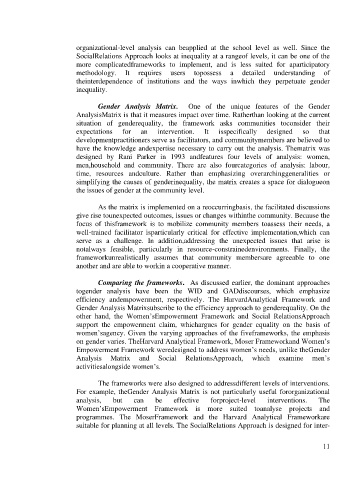 organizational-level analysis can beapplied at the school level as well. Since the
SocialRelations Approach looks at inequality at a rangeof levels, it can be one of the
more complicatedframeworks to implement, and is less suited for aparticipatory
methodology. It requires users topossess a detailed understanding of
theinterdependence of institutions and the ways inwhich they perpetuate gender
inequality.
Gender Analysis Matrix. One of the unique features of the Gender
AnalysisMatrix is that it measures impact over time. Ratherthan looking at the current
situation of genderequality, the framework asks communities toconsider their
expectations for an intervention. It isspecifically designed so that
developmentpractitioners serve as facilitators, and communitymembers are believed to
have the knowledge andexpertise necessary to carry out the analysis. Thematrix was
designed by Rani Parker in 1993 andfeatures four levels of analysis: women,
men,household and community. There are also fourcategories of analysis: labour,
time, resources andculture. Rather than emphasizing overarchinggeneralities or
simplifying the causes of genderinequality, the matrix creates a space for dialogueon
the issues of gender at the community level.
As the matrix is implemented on a reoccurringbasis, the facilitated discussions
give rise tounexpected outcomes, issues or changes withinthe community. Because the
focus of thisframework is to mobilize community members toassess their needs, a
well-trained facilitator isparticularly critical for effective implementation,which can
serve as a challenge. In addition,addressing the unexpected issues that arise is
notalways feasible, particularly in resource-constrainedenvironments. Finally, the
frameworkunrealistically assumes that community membersare agreeable to one
another and are able to workin a cooperative manner.
Comparing the frameworks. As discussed earlier, the dominant approaches
togender analysis have been the WID and GADdiscourses, which emphasize
efficiency andempowerment, respectively. The HarvardAnalytical Framework and
Gender Analysis Matrixsubscribe to the efficiency approach to genderequality. On the
other hand, the Women'sEmpowerment Framework and Social RelationsApproach
support the empowerment claim, whichargues for gender equality on the basis of
women'sagency. Given the varying approaches of the fiveframeworks, the emphasis
on gender varies. TheHarvard Analytical Framework, Moser Frameworkand Women's
Empowerment Framework weredesigned to address women's needs, unlike theGender
Analysis Matrix and Social RelationsApproach, which examine men's
activitiesalongside women's.
The frameworks were also designed to addressdifferent levels of interventions.
For example, theGender Analysis Matrix is not particularly useful fororganizational
analysis, but can be effective forproject-level interventions. The
Women'sEmpowerment Framework is more suited toanalyse projects and
programmes. The MoserFramework and the Harvard Analytical Frameworkare
suitable for planning at all levels. The SocialRelations Approach is designed for inter-
11